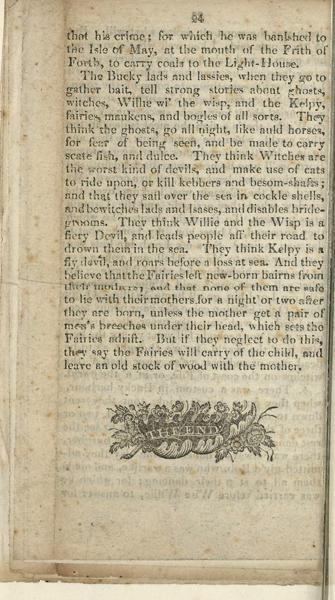 24
that his crime; for which he was banished to
the Isle of May, at the mouth of the Frith of
Forth, to carry coals to the Light-House.
The Bucky lads and lassies, when they go to
gather bait, tell strong stories about ghosts,
witches, Willie wi' the wisp, and the Kelpy,
fairies, maukens, and bogles of all sorts. They
think the ghosts, go all night, like auld horses,
for fear of being seen, and be made to carry
scate fish, and dulce. They think Witches are
the worst kind of devils, and make use of cats
to ride upon, or kill kebbers and besom-shafts;
and that they sail over the sea in cockle shells,
and bewitches lads and lasses, and disables bride-
grooms. They think Willie and the Wisp is a
fiery Devil, and leads people aff their road to
drown them in the sea. They think Kelpy is a
fly devil, and roars before a loss at sea. And they
believe that the Fairies left new-born bairns from
their mothers; and that none of them are safe
to lie with their mothers for a night or two after
they are born, unless the mother get a pair of
men's breeches under their head, which sets the
Fairies adrift. But if they neglect to do this,
they say the Fairies will carry of the child, and
leave an old stock of wood with the mother.
THE END